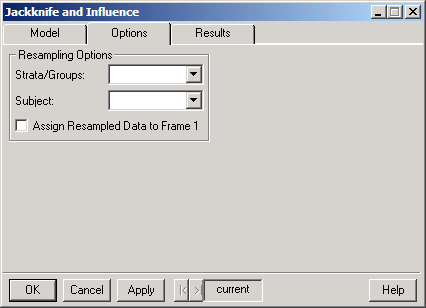 Jackknife and Influence
Model Options Results
Resampling Options
Strata/Groups:
Subject:
Assign Resampled Data to Frame 1
OK Cancel Apply current Help